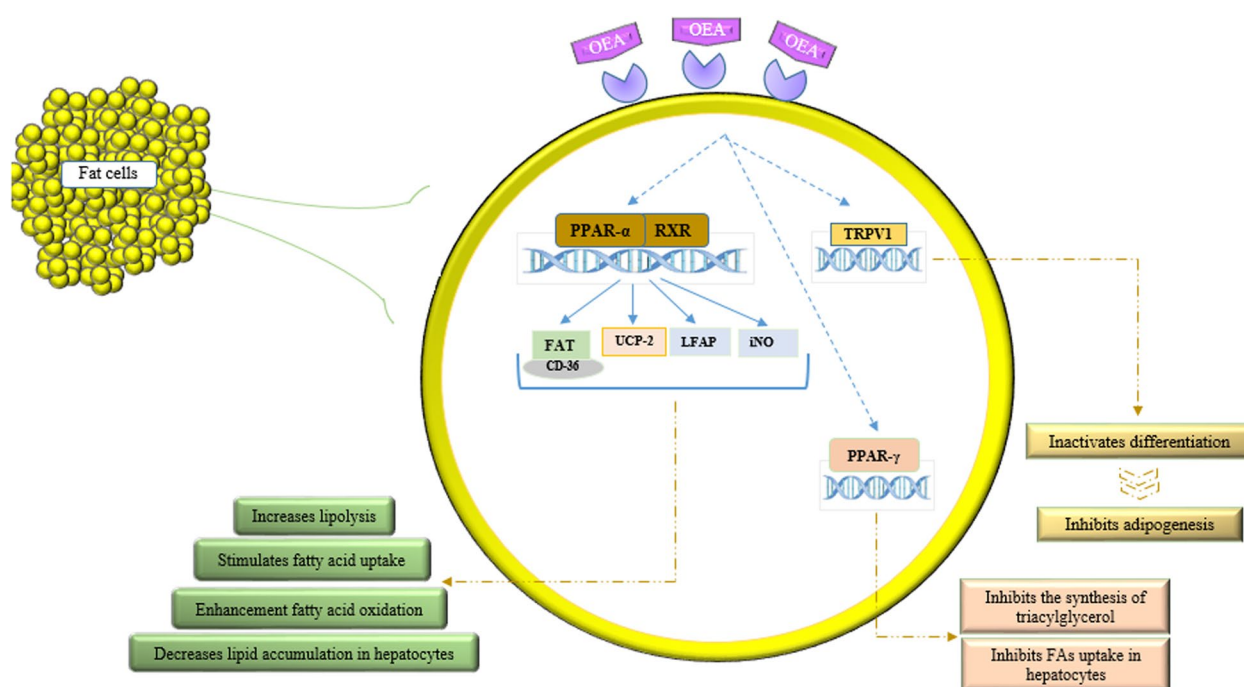 OEA
OEA
OEA
Fat cells
PPAR-α
RXR
TRPV1
FAT
CD-36
UCP-2
LFAP
iNO
PPAR-γ
Inactivates differentiation
Inhibits adipogenesis
Increases lipolysis
Stimulates fatty acid uptake
Enhancement fatty acid oxidation
Decreases lipid accumulation in hepatocytes
Inhibits the synthesis of
triacylglycerol
Inhibits FAs uptake in
hepatocytes